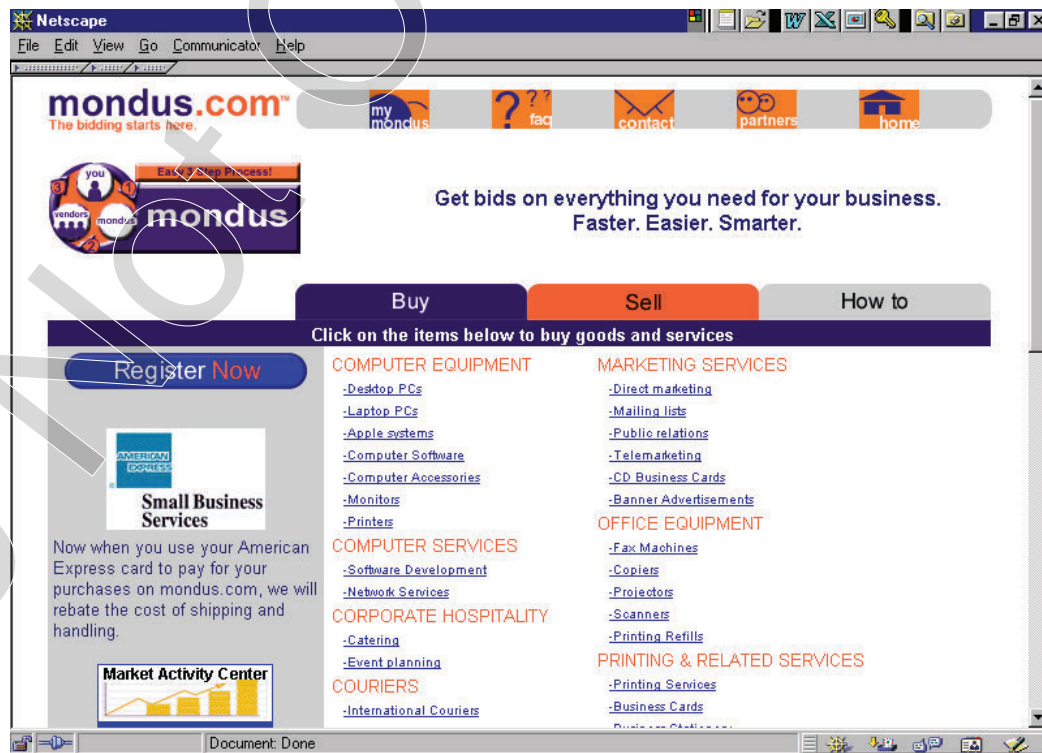 Netscape
File Edit View Go Communicator Help
mondus.com™
The bidding starts here.
my mondus
? ? ? faq
contact
partners
home
Easy 3 Step Process!
you
3
1
vendors
mondus
2
mondus
Get bids on everything you need for your business.
Faster. Easier. Smarter.
Buy
Sell
How to
Click on the items below to buy goods and services
Register Now
AMERICAN
EXPRESS
Small Business
Services
Now when you use your American
Express card to pay for your
purchases on mondus.com, we will
rebate the cost of shipping and
handling.
Market Activity Center
COMPUTER EQUIPMENT
-Desktop PCs
-Laptop PCs
-Apple systems
-Computer Software
-Computer Accessories
-Monitors
-Printers
COMPUTER SERVICES
-Software Development
-Network Services
CORPORATE HOSPITALITY
-Catering
-Event planning
COURIERS
-International Couriers
MARKETING SERVICES
-Direct marketing
-Mailing lists
-Public relations
-Telemarketing
-CD Business Cards
-Banner Advertisements
OFFICE EQUIPMENT
-Fax Machines
-Copiers
-Projectors
-Scanners
-Printing Refills
PRINTING & RELATED SERVICES
-Printing Services
-Business Cards
Document: Done